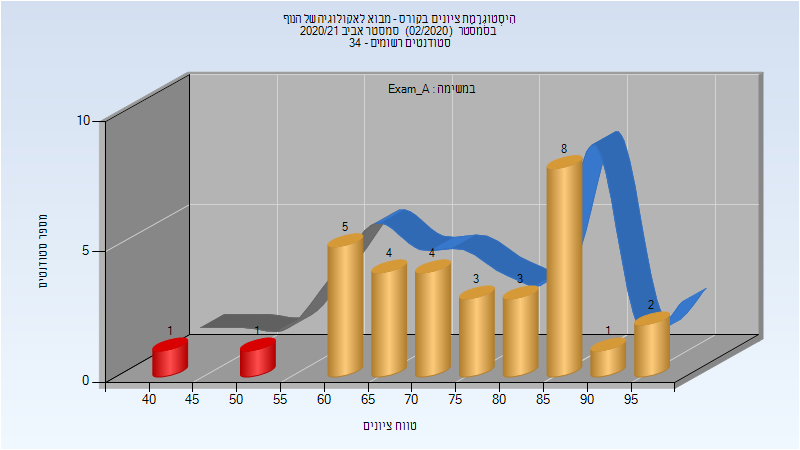 היסטוגרמת ציונים בקורס - מבוא לאקולוגיה של הנוף
בסמסטר (02/2020) סמסטר אביב 2020/21
סטודנטים רשומים - 34
במשימה : Exam_A
10
5
0
מספר סטודנטים
1 1 5 4 4 3 3 8 1 2
40 45 50 55 60 65 70 75 80 85 90 95
טווח ציונים